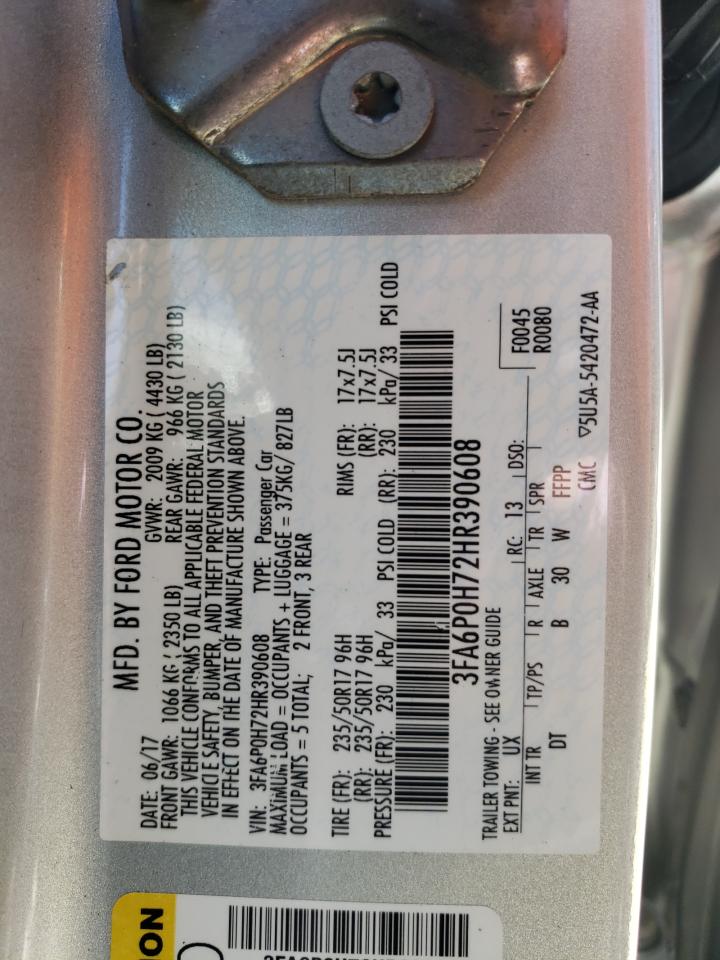 MFD. BY FORD MOTOR CO.
DATE: 06/17 GVWR: 2009 KG ( 4430 LB)
FRONT GAWR: 1066 KG ( 2350 LB) REAR GAWR: 966 KG ( 2130 LB)
THIS VEHICLE CONFORMS TO ALL APPLICABLE FEDERAL MOTOR
VEHICLE SAFETY, BUMPER, AND THEFT PREVENTION STANDARDS
IN EFFECT ON THE DATE OF MANUFACTURE SHOWN ABOVE.
VIN: 3FA6P0H72HR390608 TYPE: Passenger Car
MAXIMUM LOAD = OCCUPANTS + LUGGAGE = 375KG/ 827LB
OCCUPANTS = 5 TOTAL; 2 FRONT, 3 REAR
TIRE (FR): 235/50R17 96H RIMS (FR): 17x7.5J
(RR): 235/50R17 96H (RR): 17x7.5J
PRESSURE (FR): 230 kPa/ 33 PSI COLD (RR): 230 kPa/ 33 PSI COLD
3FA6P0H72HR390608
TRAILER TOWING - SEE OWNER GUIDE
EXT PNT: UX RC: 13 DSO: F0045
R0080
INT TR TP/PS R AXLE TR SPR
DT B 30 W FFPP
CMC ▽5U5A-5420472-AA